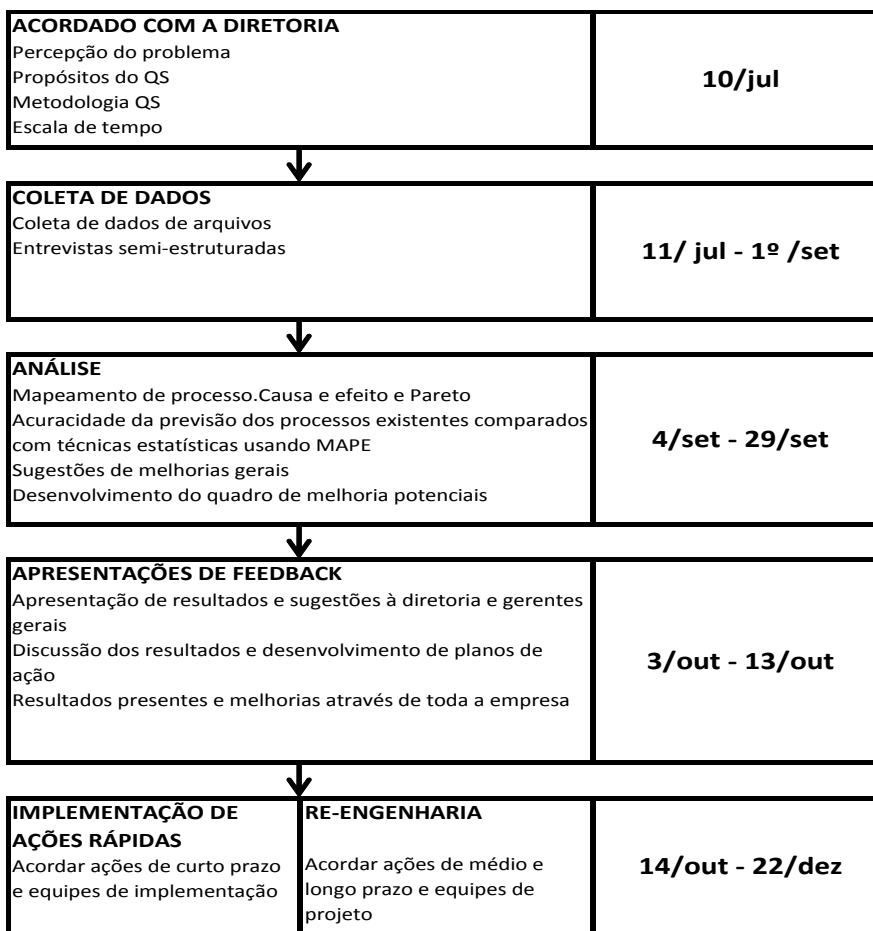 ACORDADO COM A DIRETORIA
Percepção do problema
Propósitos do QS
Metodologia QS
Escala de tempo
10/jul
COLETA DE DADOS
Coleta de dados de arquivos
Entrevistas semi-estruturadas
11/ jul - 1º /set
ANÁLISE
Mapeamento de processo.Causa e efeito e Pareto
Acuracidade da previsão dos processos existentes comparados
com técnicas estatísticas usando MAPE
Sugestões de melhorias gerais
Desenvolvimento do quadro de melhoria potenciais
4/set - 29/set
APRESENTAÇÕES DE FEEDBACK
Apresentação de resultados e sugestões à diretoria e gerentes
gerais
Discussão dos resultados e desenvolvimento de planos de
ação
Resultados presentes e melhorias através de toda a empresa
3/out - 13/out
IMPLEMENTAÇÃO DE
AÇÕES RÁPIDAS
Acordar ações de curto prazo
e equipes de implementação
RE-ENGENHARIA
Acordar ações de médio e
longo prazo e equipes de
projeto
14/out - 22/dez